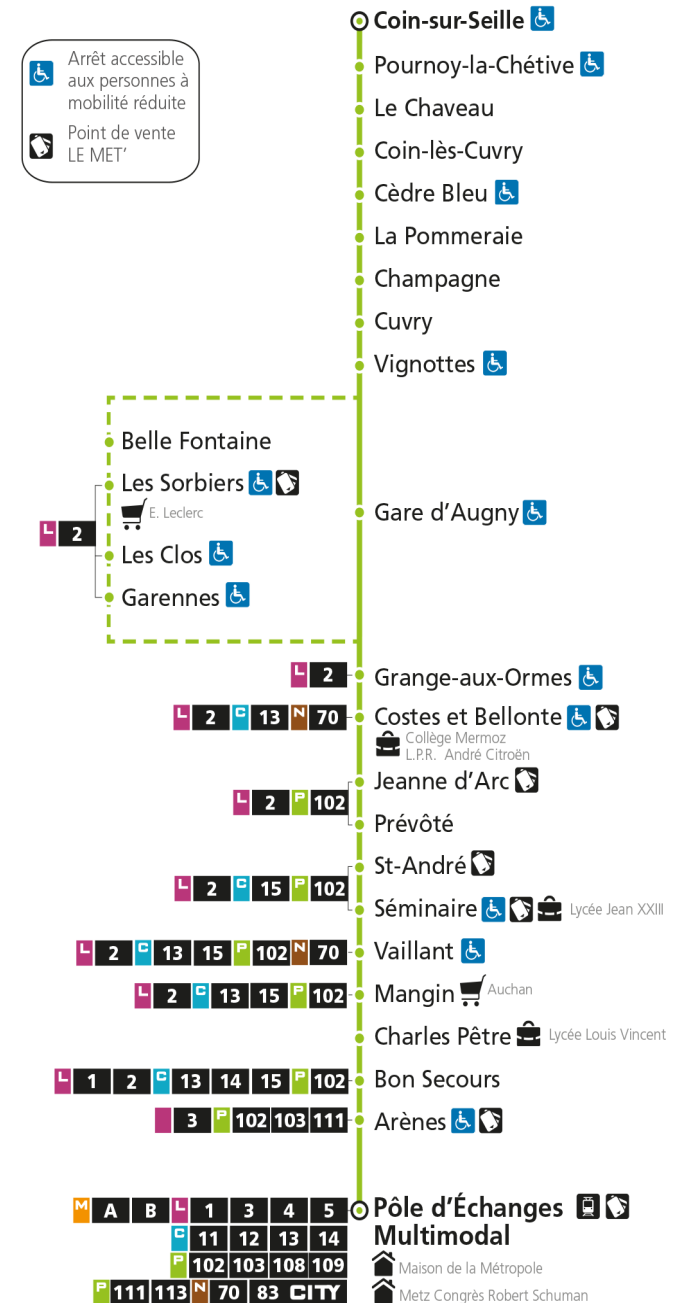 Coin-sur-Seille
Arrêt accessible
aux personnes à
mobilité réduite
Point de vente
LE MET'
Pournoy-la-Chétive
Le Chaveau
Coin-lès-Cuvry
Cèdre Bleu
La Pommeraie
Champagne
Cuvry
Vignottes
Belle Fontaine
Les Sorbiers
E. Leclerc
L 2
Les Clos
Garennes
Gare d'Augny
L 2 Grange-aux-Ormes
L 2 C 13 N 70 Costes et Bellonte
Collège Mermoz
L.P.R. André Citroën
Jeanne d'Arc
L 2 P 102
Prévôté
St-André
L 2 C 15 P 102
Séminaire Lycée Jean XXIII
L 2 C 13 15 P 102 N 70 Vaillant
L 2 C 13 15 P 102 Mangin Auchan
Charles Pêtre Lycée Louis Vincent
L 1 2 C 13 14 15 P 102 Bon Secours
3 P 102 103 111 Arènes
M A B L 1 3 4 5 Pôle d'Échanges
C 11 12 13 14 Multimodal
P 102 103 108 109 Maison de la Métropole
P 111 113 N 70 83 CITY Metz Congrès Robert Schuman